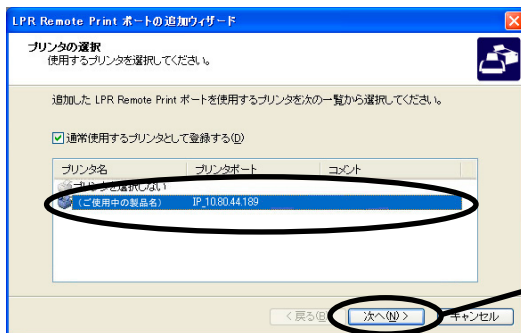 LPR Remote Print ポートの追加ウィザード
プリンタの選択
使用するプリンタを選択してください。
追加した LPR Remote Print ポートを使用するプリンタを次の一覧から選択してください。
通常使用するプリンタとして登録する(D)
プリンタ名 プリンタポート コメント
プリンタを選択しない
(ご使用中の製品名) IP_10.80.44.189
< 戻る(B 次へ(N) > キャンセル